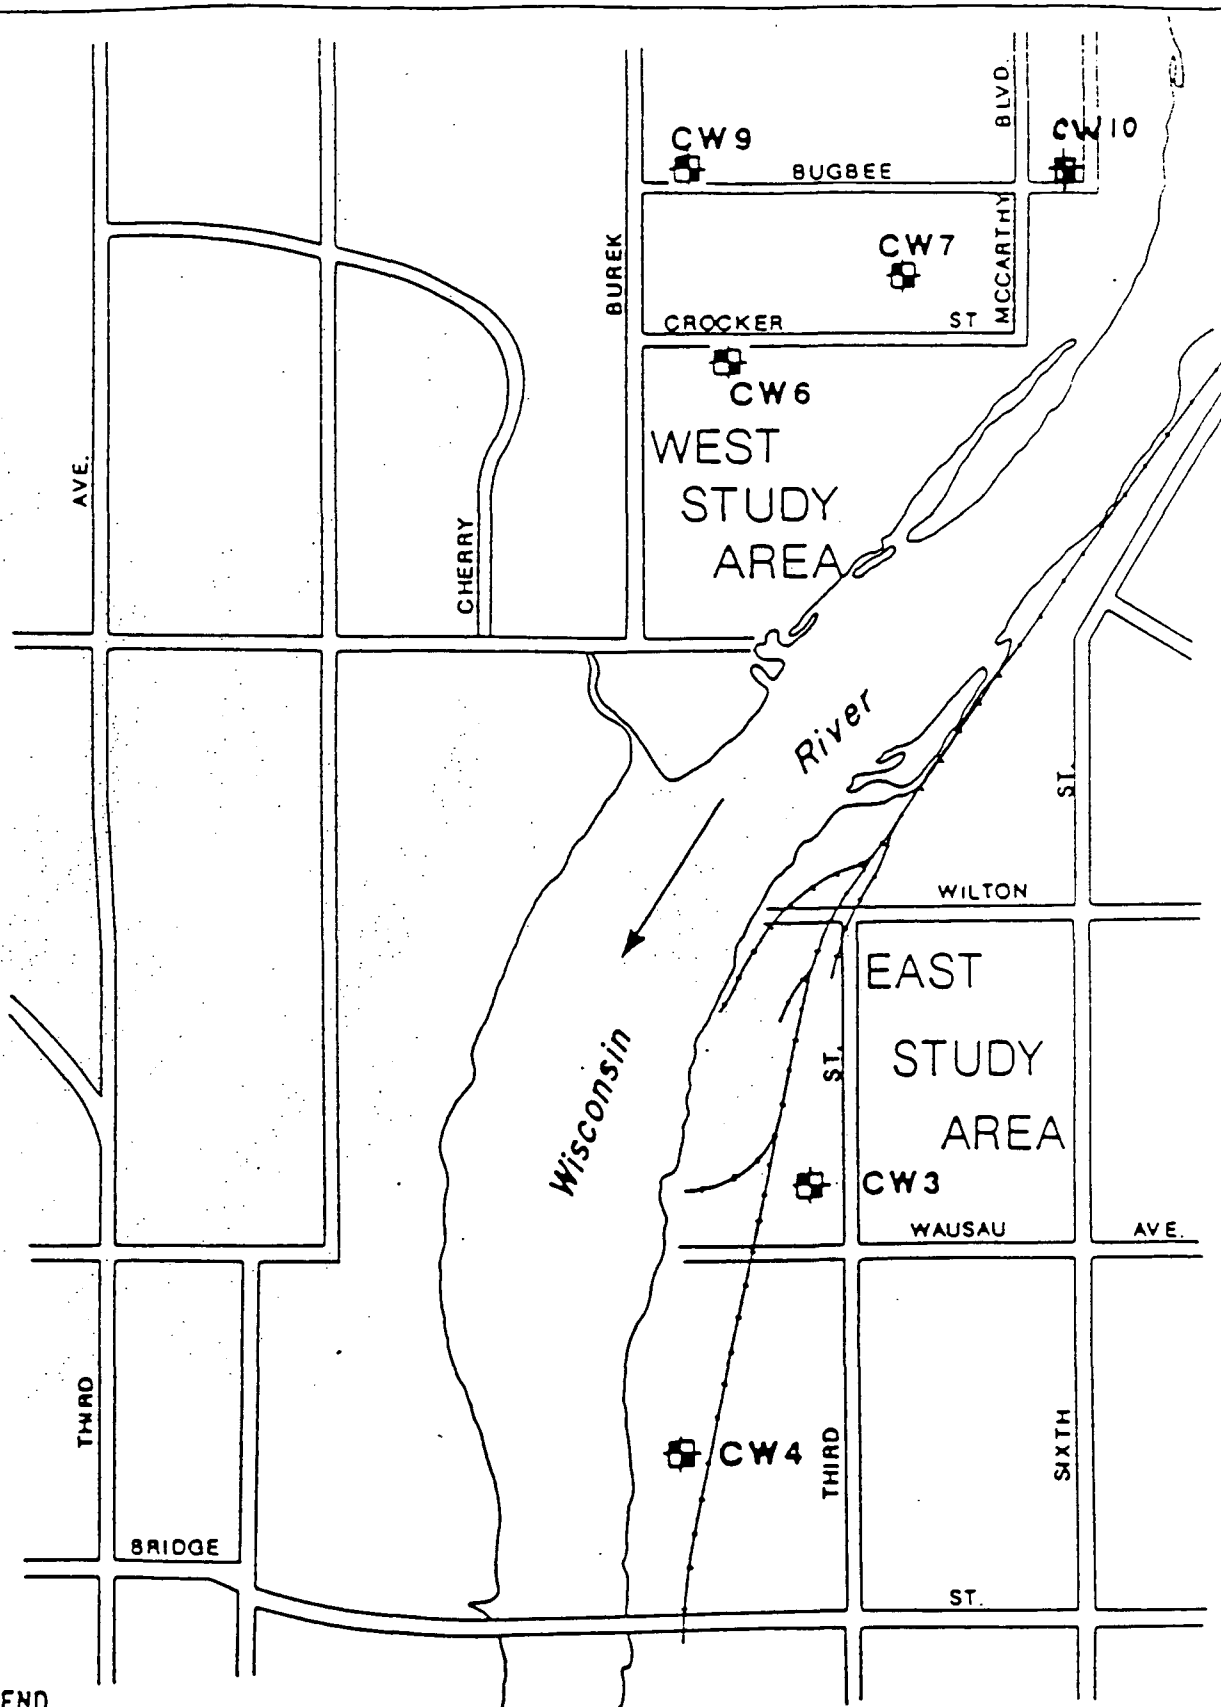 BLVD.
CW10
CW9
BUGBEE
MCCARTHY
CW7
BUREK
CROCKER ST
CW6
WEST
STUDY
AREA
AVE.
CHERRY
River
ST.
WILTON
EAST
STUDY
AREA
ST.
Wisconsin
CW3
WAUSAU AVE.
THIRD
CW4
THIRD
SIXTH
BRIDGE
ST.
END